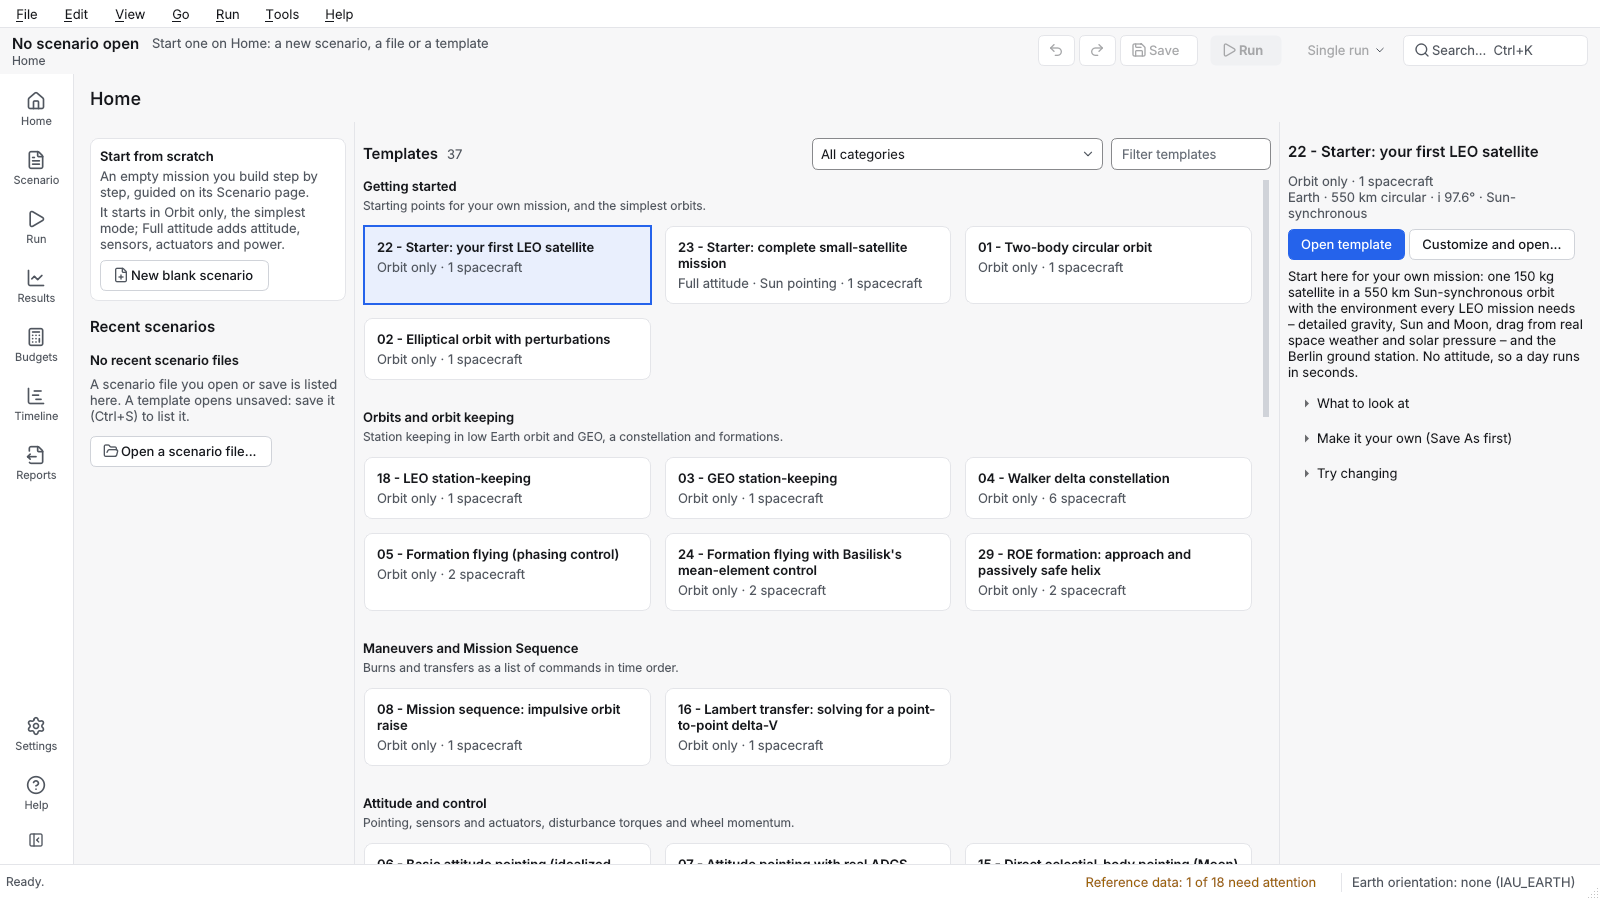 File Edit View Go Run Tools Help
No scenario open Start one on Home: a new scenario, a file or a template
Home
Save Run Single run Search... Ctrl+K
Home
Scenario
Run
Results
Budgets
Timeline
Reports
Settings
Help
Home
Start from scratch
An empty mission you build step by
step, guided on its Scenario page.
It starts in Orbit only, the simplest
mode; Full attitude adds attitude,
sensors, actuators and power.
New blank scenario
Recent scenarios
No recent scenario files
A scenario file you open or save is listed
here. A template opens unsaved: save it
(Ctrl+S) to list it.
Open a scenario file...
Templates 37
All categories
Filter templates
Getting started
Starting points for your own mission, and the simplest orbits.
22 - Starter: your first LEO satellite
Orbit only · 1 spacecraft
23 - Starter: complete small-satellite
mission
Full attitude · Sun pointing · 1 spacecraft
01 - Two-body circular orbit
Orbit only · 1 spacecraft
02 - Elliptical orbit with perturbations
Orbit only · 1 spacecraft
Orbits and orbit keeping
Station keeping in low Earth orbit and GEO, a constellation and formations.
18 - LEO station-keeping
Orbit only · 1 spacecraft
03 - GEO station-keeping
Orbit only · 1 spacecraft
04 - Walker delta constellation
Orbit only · 6 spacecraft
05 - Formation flying (phasing control)
Orbit only · 2 spacecraft
24 - Formation flying with Basilisk's
mean-element control
Orbit only · 2 spacecraft
29 - ROE formation: approach and
passively safe helix
Orbit only · 2 spacecraft
Maneuvers and Mission Sequence
Burns and transfers as a list of commands in time order.
08 - Mission sequence: impulsive orbit
raise
Orbit only · 1 spacecraft
16 - Lambert transfer: solving for a point-
to-point delta-V
Orbit only · 1 spacecraft
Attitude and control
Pointing, sensors and actuators, disturbance torques and wheel momentum.
06 - Basic attitude pointing (idealized
07 - Attitude pointing with real ADCS
15 - Direct celestial-body pointing (Moon)
22 - Starter: your first LEO satellite
Orbit only · 1 spacecraft
Earth · 550 km circular · i 97.6° · Sun-
synchronous
Open template
Customize and open...
Start here for your own mission: one 150 kg
satellite in a 550 km Sun-synchronous orbit
with the environment every LEO mission needs
– detailed gravity, Sun and Moon, drag from real
space weather and solar pressure – and the
Berlin ground station. No attitude, so a day runs
in seconds.
What to look at
Make it your own (Save As first)
Try changing
Ready.
Reference data: 1 of 18 need attention
Earth orientation: none (IAU_EARTH)